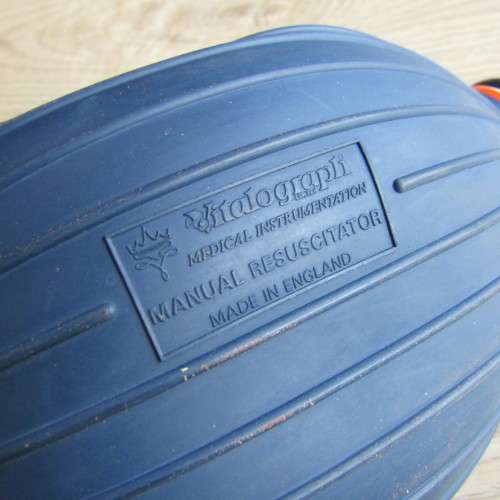 Vitalograph
MEDICAL INSTRUMENTATION
MANUAL RESUSCITATOR
MADE IN ENGLAND